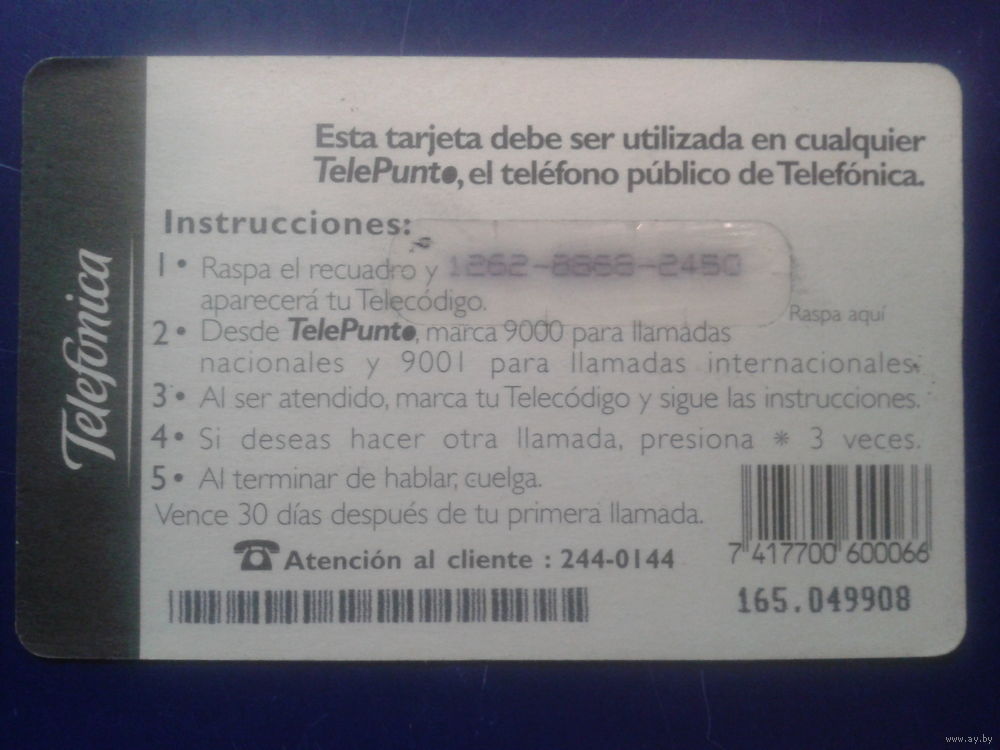 Telefónica
Esta tarjeta debe ser utilizada en cualquier
TelePunto, el teléfono público de Telefónica.
Instrucciones:
1• Raspa el recuadro y
aparecerá tu Telecódigo.
1262-8868-2450
Raspa aquí
2• Desde TelePunto, marca 9000 para llamadas
nacionales y 9001 para llamadas internacionales.
3• Al ser atendido, marca tu Telecódigo y sigue las instrucciones.
4• Si deseas hacer otra llamada, presiona * 3 veces.
5• Al terminar de hablar, cuelga.
Vence 30 días después de tu primera llamada.
Atención al cliente : 244-0144
7 417700 600066
165.049908
www.ay.by